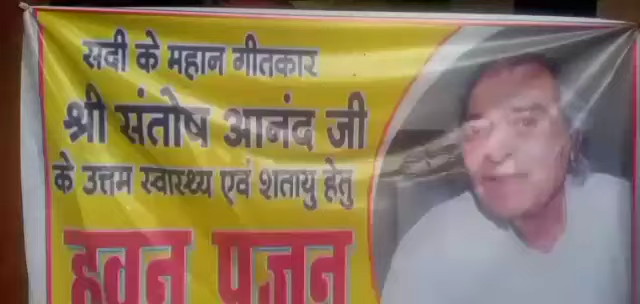 सदी के महान गीतकार
श्री संतोष आनंद जी
के उत्तम स्वास्थ्य एवं शतायु हेतु
हवन पूजन